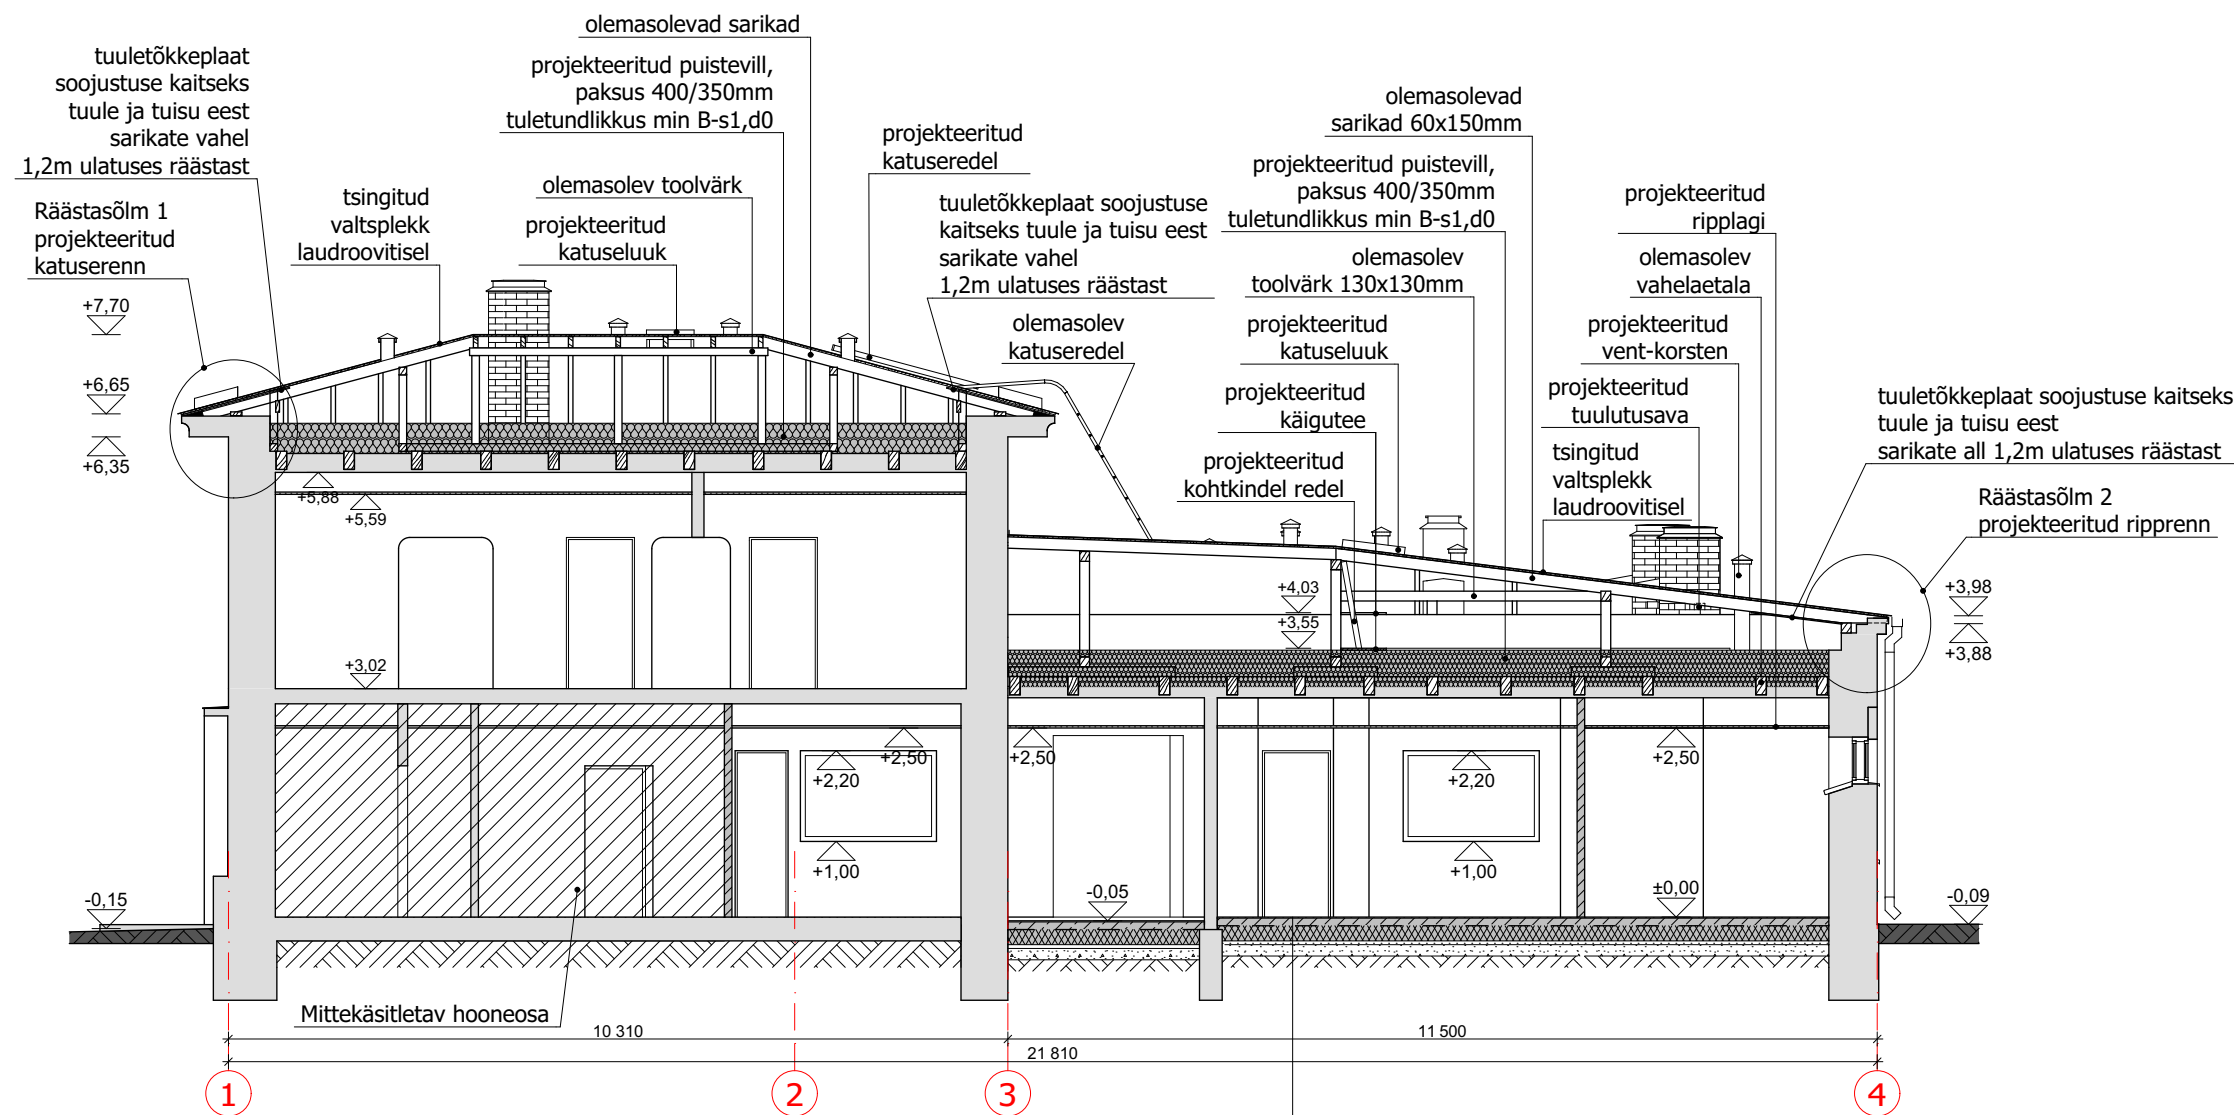 olemasolevad sarikad
tuuletõkkeplaat
soojustuse kaitseks
tuule ja tuisu eest
sarikate vahel
1,2m ulatuses räästast
projekteeritud puistevill,
paksus 400/350mm
tuletundlikkus min B-s1,d0
projekteeritud
katuseredel
olemasolevad
sarikad 60x150mm
projekteeritud puistevill,
paksus 400/350mm
tuletundlikkus min B-s1,d0
projekteeritud
ripplagi
Räästasõlm 1
projekteeritud
katuserenn
tsingitud
valtsplekk
laudroovitisel
olemasolev toolvärk
projekteeritud
katuseluuk
tuuletõkkeplaat soojustuse
kaitseks tuule ja tuisu eest
sarikate vahel
1,2m ulatuses räästast
olemasolev
toolvärk 130x130mm
olemasolev
vahelaetala
olemasolev
katuseredel
projekteeritud
katuseluuk
projekteeritud
vent-korsten
projekteeritud
käigutee
projekteeritud
tuulutusava
tuuletõkkeplaat soojustuse kaitseks
tuule ja tuisu eest
sarikate all 1,2m ulatuses räästast
projekteeritud
kohtkindel redel
tsingitud
valtsplekk
laudroovitisel
Räästasõlm 2
projekteeritud ripprenn
+7,70
+6,65
+6,35
+5,88
+5,59
+4,03
+3,55
+3,98
+3,88
+3,02
+2,50
+2,50
+2,50
+2,20
+2,20
+1,00
+1,00
-0,15
-0,05
±0,00
-0,09
Mittekäsitletav hooneosa
10 310
11 500
21 810
1
2
3
4